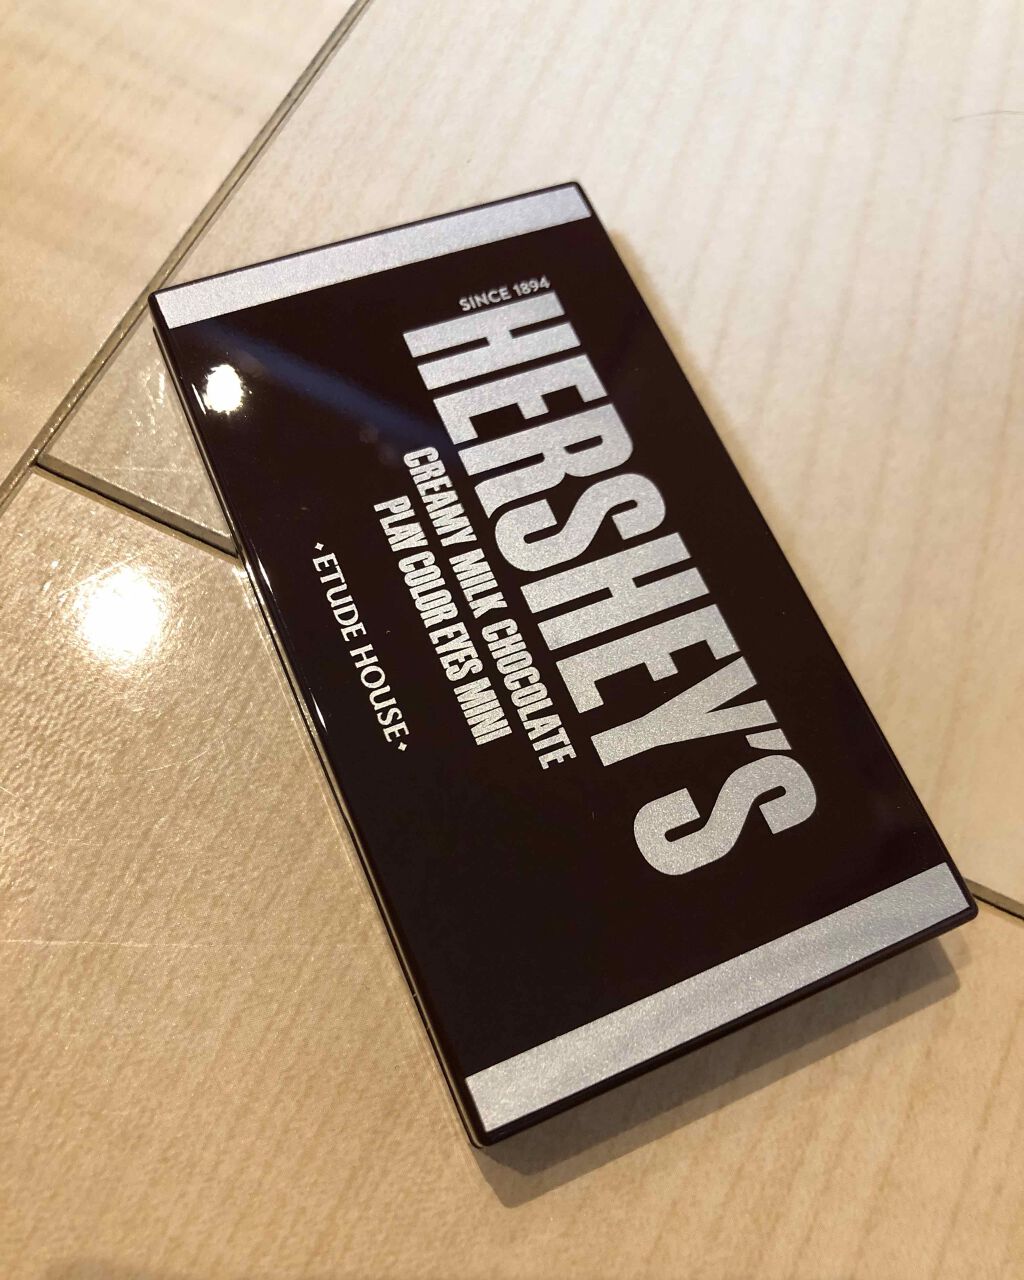 SINCE 1894
HERSHEY'S
CREAMY MILK CHOCOLATE
PLAY COLOR EYES MINI
ETUDE HOUSE